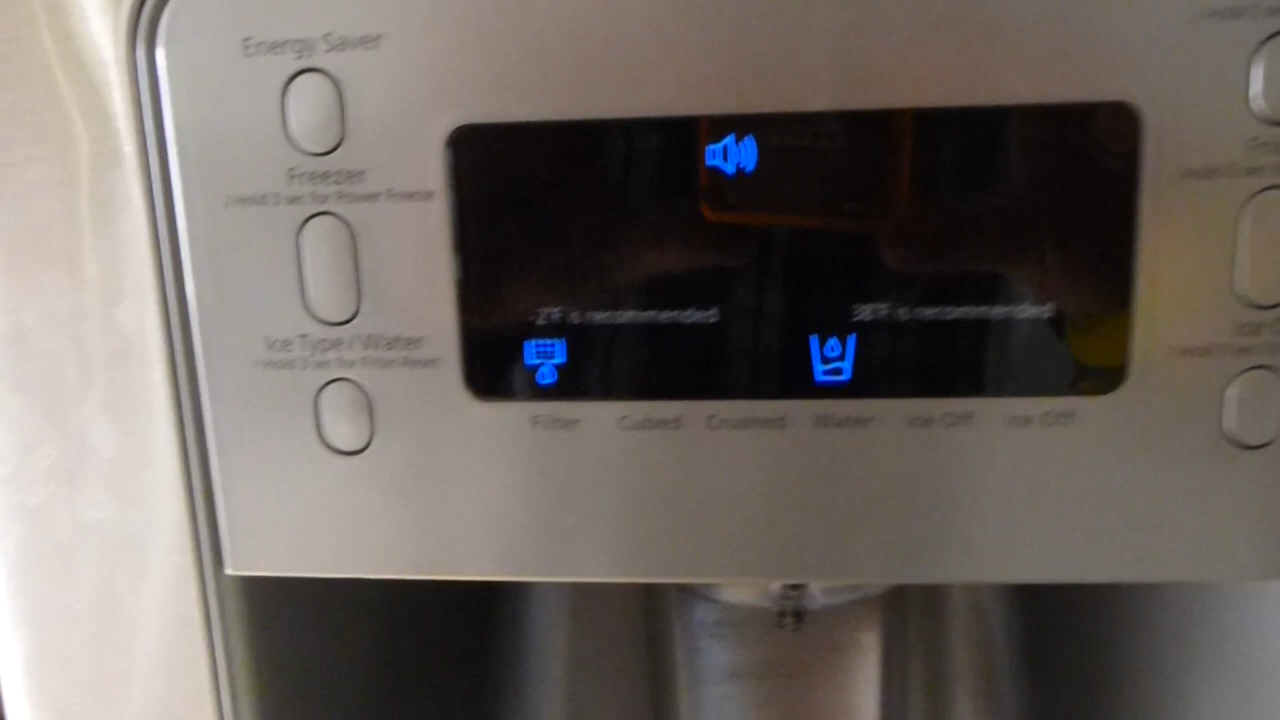 Energy Saver
Freezer
(Hold 3 sec for Power Freeze)
Ice Type / Water
(Hold 3 sec for Filter Reset)
-2°F is recommended
38°F is recommended
Filter Cubed Crushed Water Ice Off Ice Off